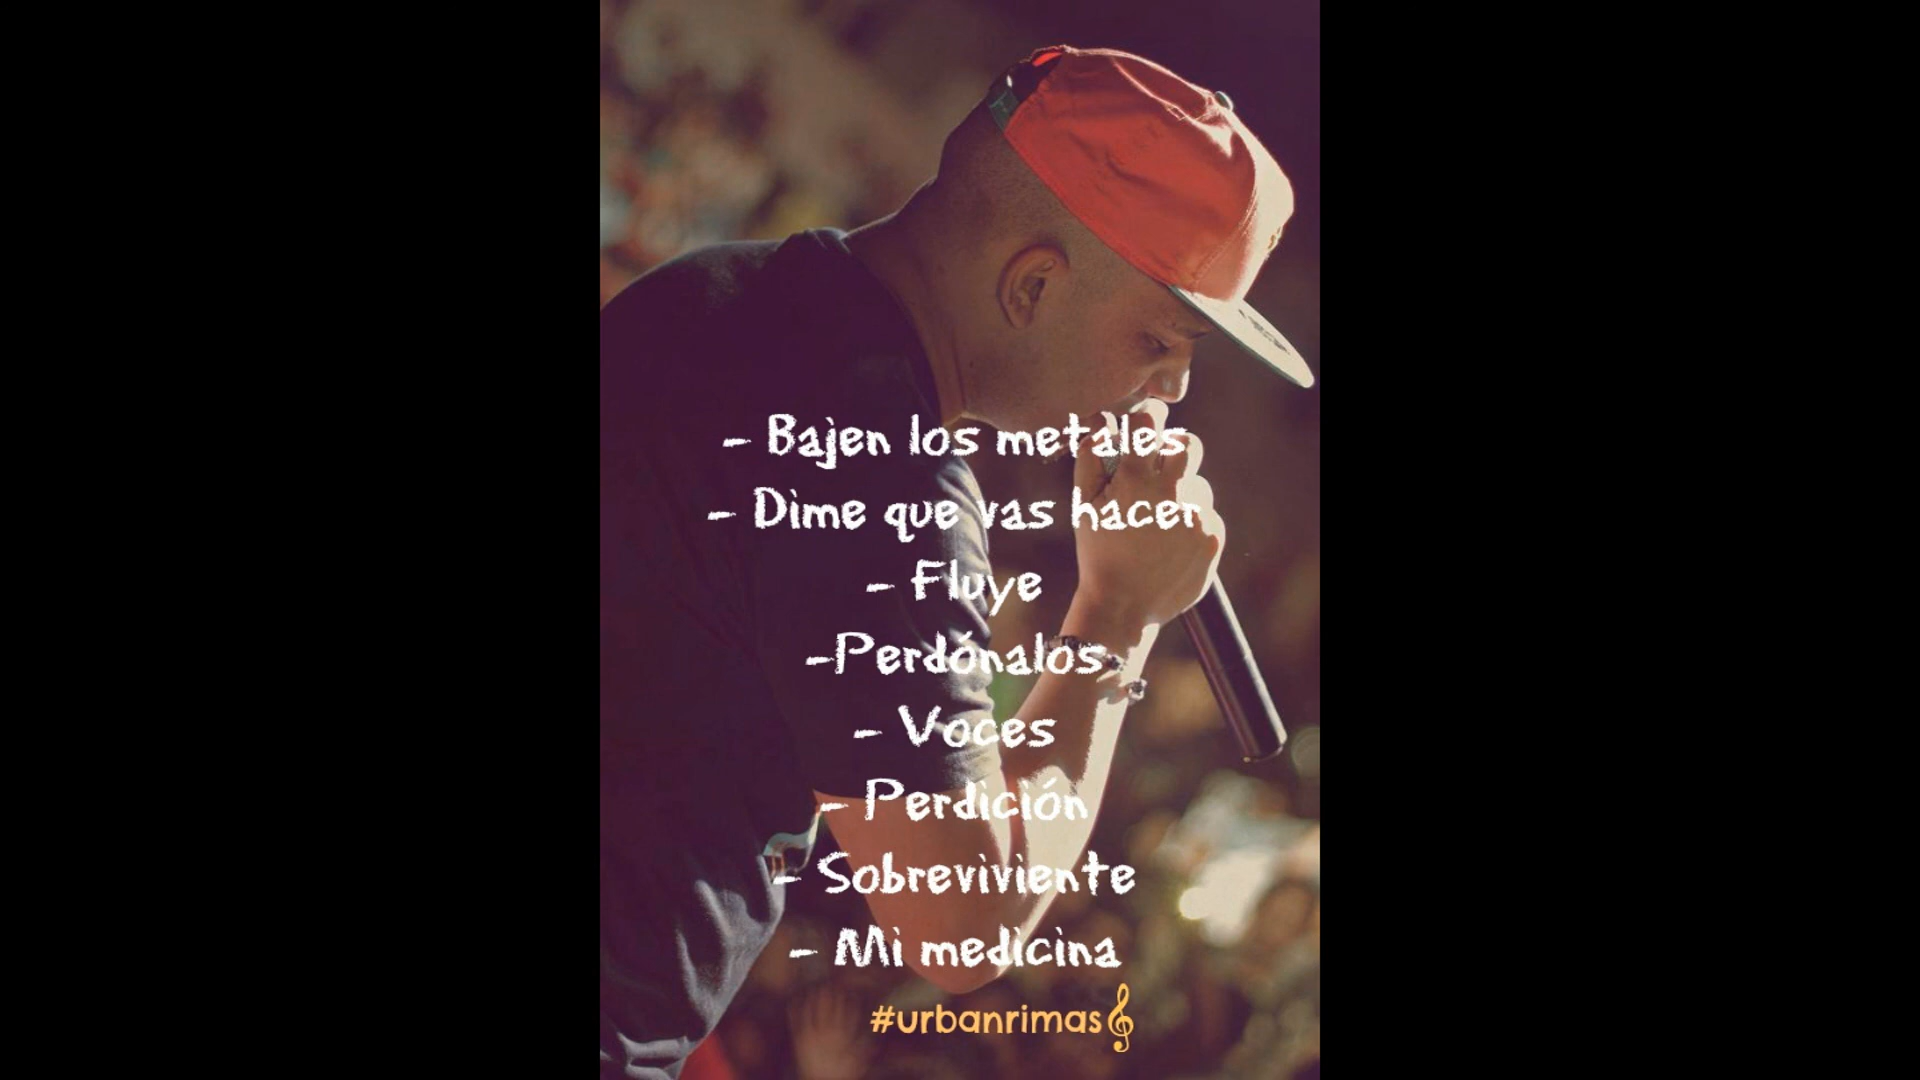 - Bajen los metales
- Dime que vas hacer
- Fluye
-Perdónalos
- Voces
- Perdición
- Sobreviviente
- Mi medicina
#urbanrimas